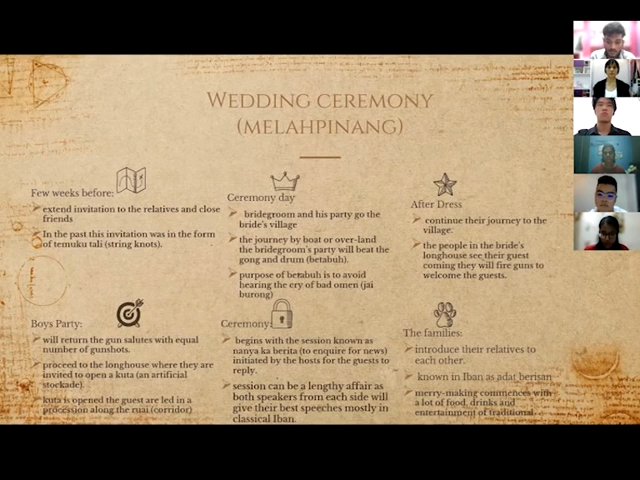 WEDDING CEREMONY
(MELAHPINANG)
Few weeks before:
extend invitation to the relatives and close
friends
In the past this invitation was in the form
of temuku tali (string knots).
Ceremony day
bridegroom and his party go the
bride's village
the journey by boat or over-land
the bridegroom's party will beat the
gong and drum (betabuh).
purpose of betabuh is to avoid
hearing the cry of bad omen (jai
burong)
After Dress
continue their journey to the
village.
the people in the bride's
longhouse see their guest
coming they will fire guns to
welcome the guests.
Boys Party:
will return the gun salutes with equal
number of gunshots.
proceed to the longhouse where they are
invited to open a kuta (an artificial
stockade).
kuta is opened the guest are led in a
procession along the ruai (corridor)
Ceremony:
begins with the session known as
nanya ka berita (to enquire for news)
initiated by the hosts for the guests to
reply.
session can be a lengthy affair as
both speakers from each side will
give their best speeches mostly in
classical Iban.
The families:
introduce their relatives to
each other.
known in Iban as adat berisan
merry-making commences with
a lot of food, drinks and
entertainment of traditional